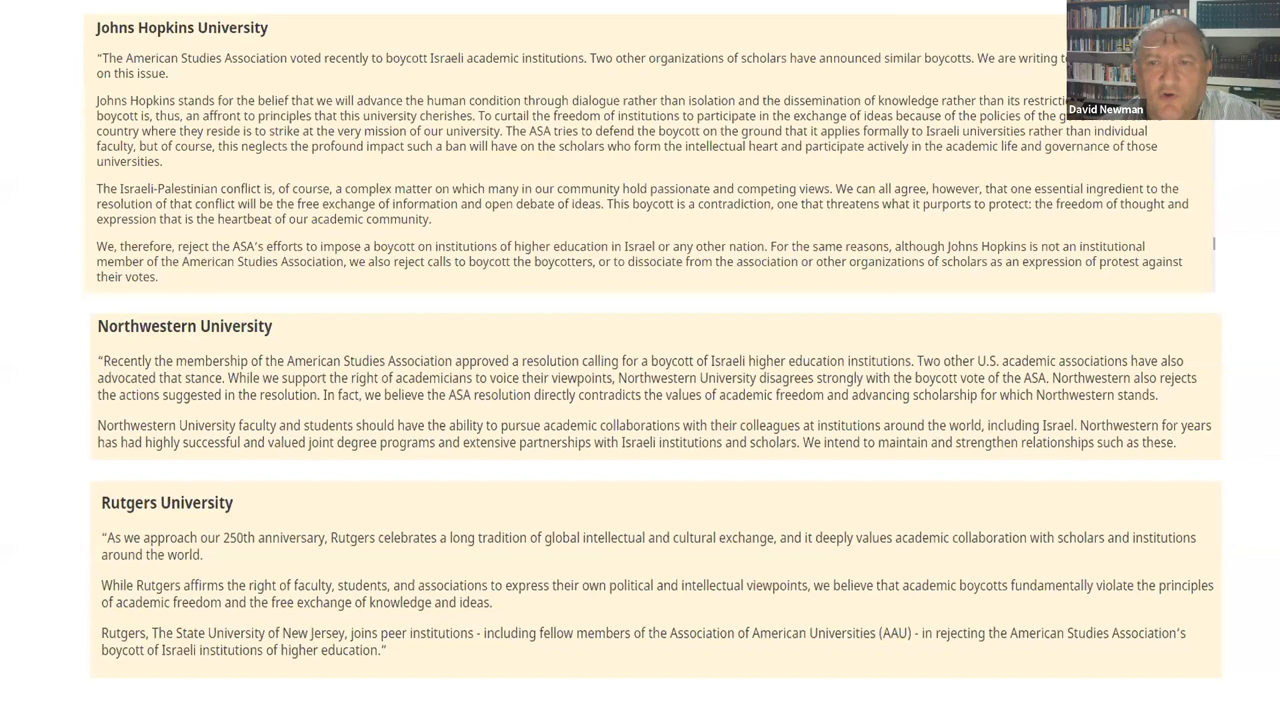 Johns Hopkins University
“The American Studies Association voted recently to boycott Israeli academic institutions. Two other organizations of scholars have announced similar boycotts. We are writing to
on this issue.
Johns Hopkins stands for the belief that we will advance the human condition through dialogue rather than isolation and the dissemination of knowledge rather than its
boycott is, thus, an affront to principles that this university cherishes. To curtail the freedom of institutions to participate in the exchange of ideas because of the policies of the
country where they reside is to strike at the very mission of our university. The ASA tries to defend the boycott on the ground that it applies formally to Israeli universities rather than individual
faculty, but of course, this neglects the profound impact such a ban will have on the scholars who form the intellectual heart and participate actively in the academic life and governance of those
universities.
The Israeli-Palestinian conflict is, of course, a complex matter on which many in our community hold passionate and competing views. We can all agree, however, that one essential ingredient to the
resolution of that conflict will be the free exchange of information and open debate of ideas. This boycott is a contradiction, one that threatens what it purports to protect: the freedom of thought and
expression that is the heartbeat of our academic community.
We, therefore, reject the ASA’s efforts to impose a boycott on institutions of higher education in Israel or any other nation. For the same reasons, although Johns Hopkins is not an institutional
member of the American Studies Association, we also reject calls to boycott the boycotters, or to dissociate from the association or other organizations of scholars as an expression of protest against
their votes.
David Newman
Northwestern University
“Recently the membership of the American Studies Association approved a resolution calling for a boycott of Israeli higher education institutions. Two other U.S. academic associations have also
advocated that stance. While we support the right of academicians to voice their viewpoints, Northwestern University disagrees strongly with the boycott vote of the ASA. Northwestern also rejects
the actions suggested in the resolution. In fact, we believe the ASA resolution directly contradicts the values of academic freedom and advancing scholarship for which Northwestern stands.
Northwestern University faculty and students should have the ability to pursue academic collaborations with their colleagues at institutions around the world, including Israel. Northwestern for years
has had highly successful and valued joint degree programs and extensive partnerships with Israeli institutions and scholars. We intend to maintain and strengthen relationships such as these.
Rutgers University
“As we approach our 250th anniversary, Rutgers celebrates a long tradition of global intellectual and cultural exchange, and it deeply values academic collaboration with scholars and institutions
around the world.
While Rutgers affirms the right of faculty, students, and associations to express their own political and intellectual viewpoints, we believe that academic boycotts fundamentally violate the principles
of academic freedom and the free exchange of knowledge and ideas.
Rutgers, The State University of New Jersey, joins peer institutions - including fellow members of the Association of American Universities (AAU) - in rejecting the American Studies Association’s
boycott of Israeli institutions of higher education.”